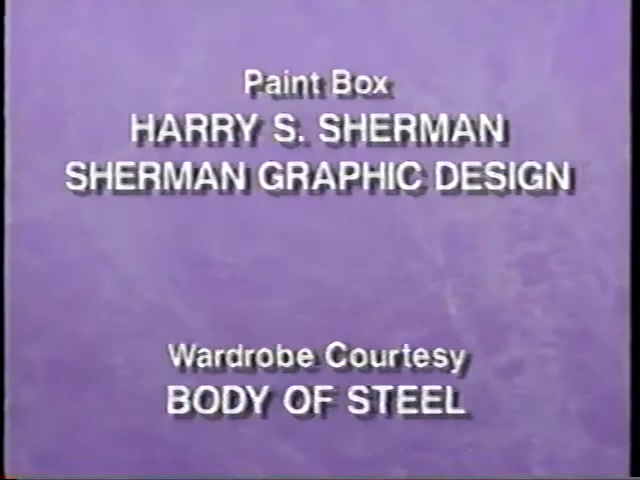 Paint Box
HARRY S. SHERMAN
SHERMAN GRAPHIC DESIGN
Wardrobe Courtesy
BODY OF STEEL